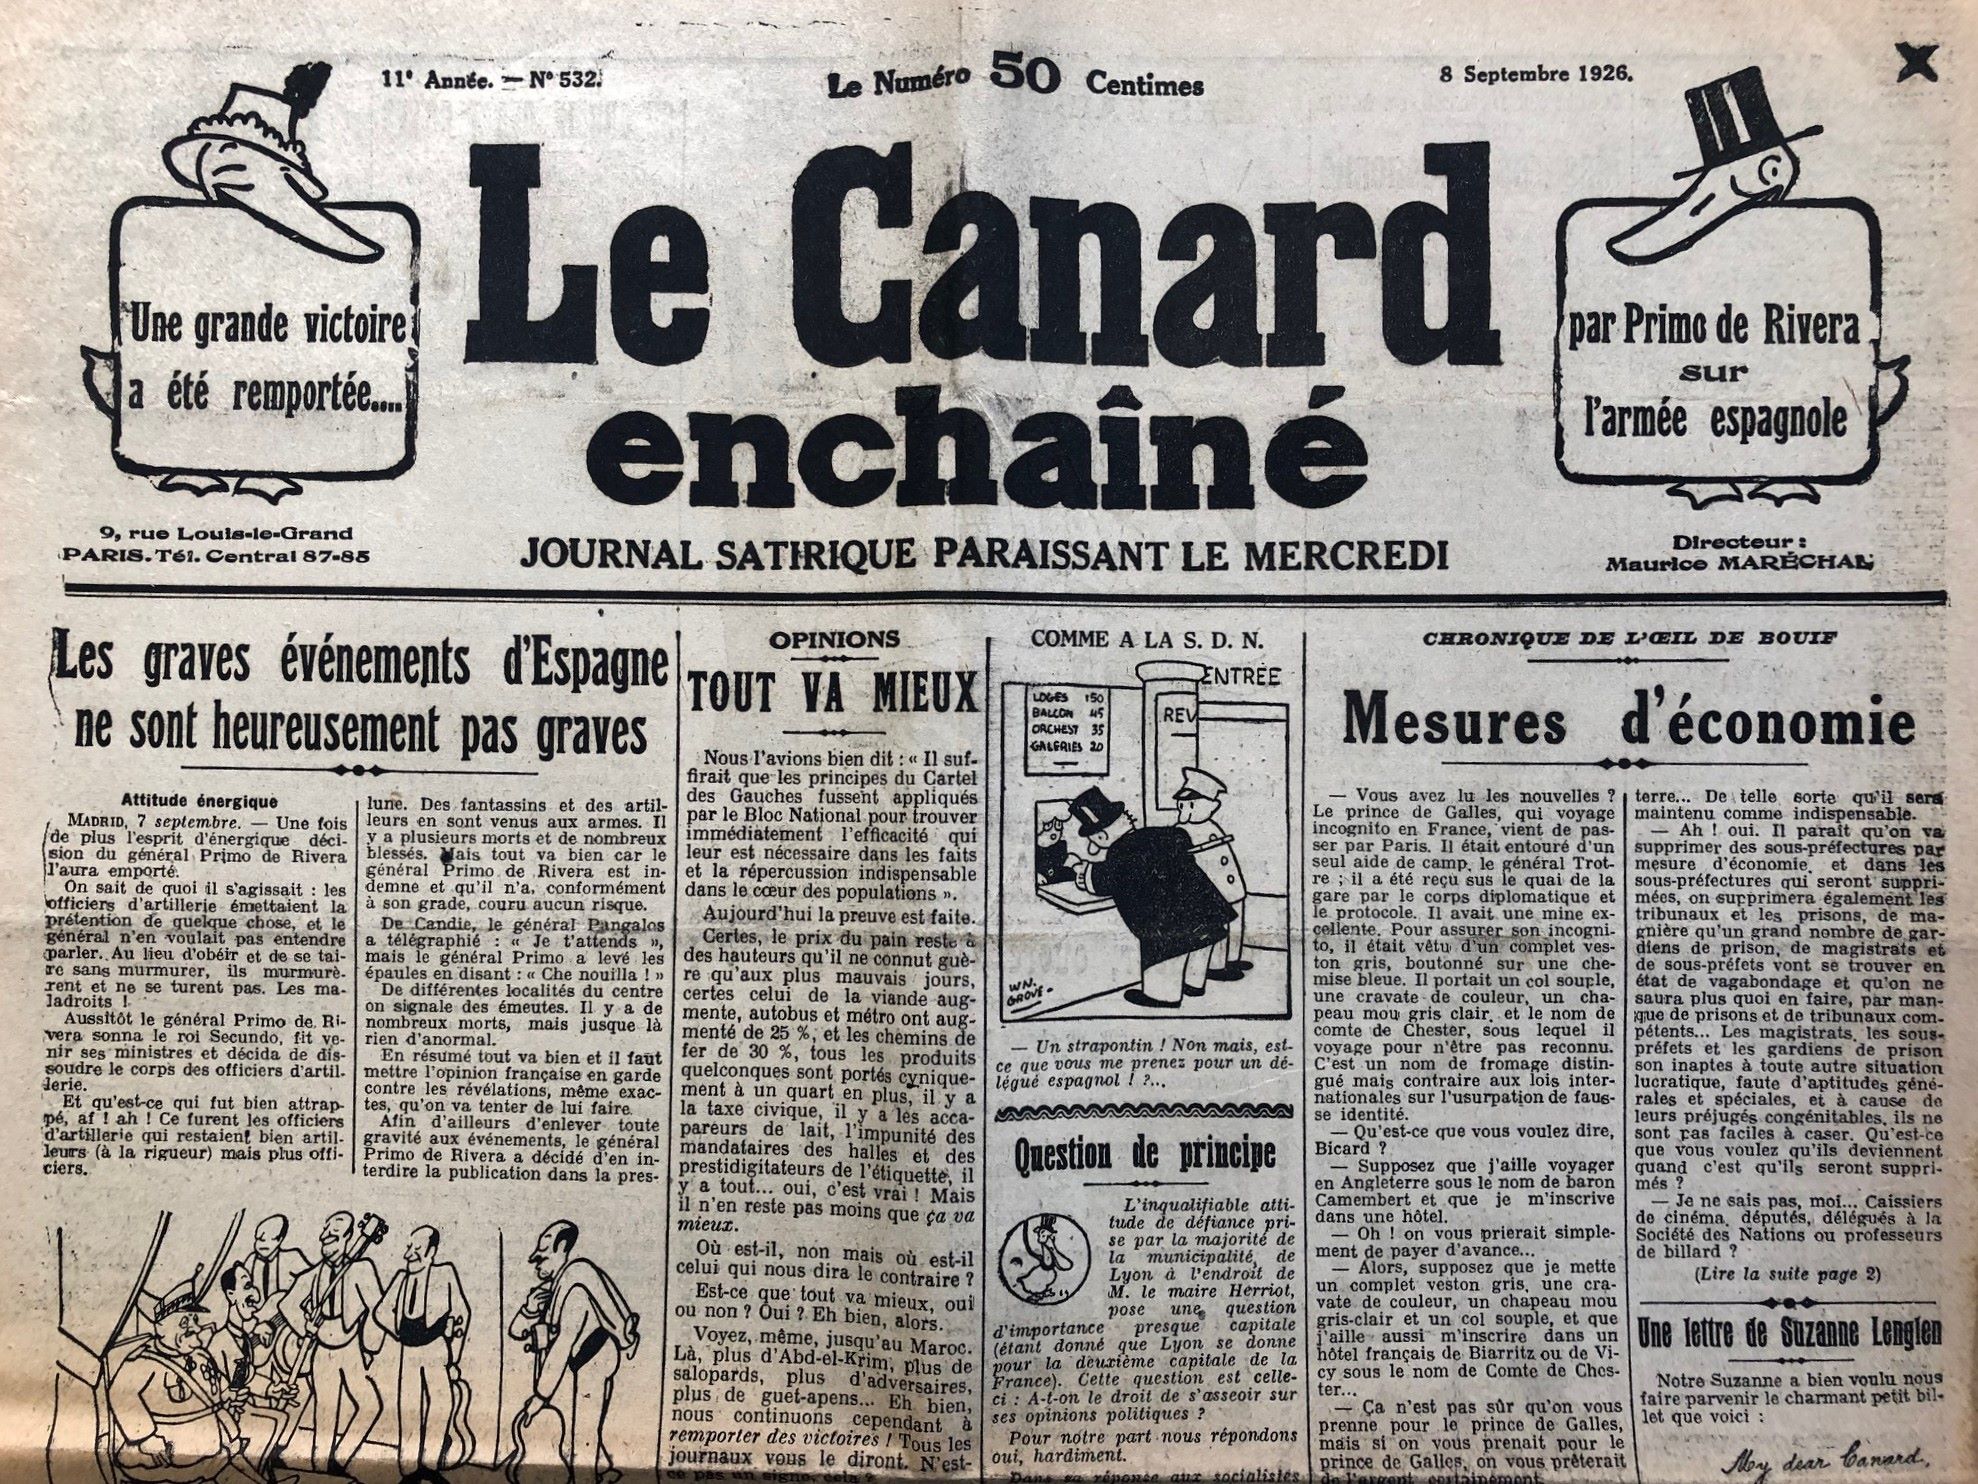 11e Année. — N° 532.
Le Numéro 50 Centimes
8 Septembre 1926.
Une grande victoire
a été remportée....
Le Canard
enchaîné
par Primo de Rivera
sur
l'armée espagnole
9, rue Louis-le-Grand
PARIS. Tél. Central 87-85
JOURNAL SATIRIQUE PARAISSANT LE MERCREDI
Directeur :
Maurice MARÉCHAL
Les graves événements d'Espagne
ne sont heureusement pas graves
Attitude énergique
MADRID, 7 septembre. — Une fois
de plus l'esprit d'énergique déci-
sion du général Primo de Rivera
l'aura emporté.
On sait de quoi il s'agissait : les
officiers d'artillerie émettaient la
prétention de quelque chose, et le
général n'en voulait pas entendre
parler. Au lieu d'obéir et de se tai-
re sans murmurer, ils murmurè-
rent et ne se turent pas. Les ma-
ladroits !
Aussitôt le général Primo de Ri-
vera sonna le roi Secundo, fit ve-
nir ses ministres et décida de dis-
soudre le corps des officiers d'artil-
lerie.
Et qu'est-ce qui fut bien attrap-
pé, af ! ah ! Ce furent les officiers
d'artillerie qui restaient bien artil-
leurs (à la rigueur) mais plus offi-
ciers.
lune. Des fantassins et des artil-
leurs en sont venus aux armes. Il
y a plusieurs morts et de nombreux
blessés. Mais tout va bien car le
général Primo de Rivera est in-
demne et qu'il n'a, conformément
à son grade, couru aucun risque.
De Candie, le général Pangalos
a télégraphié : « Je t'attends »,
mais le général Primo a levé les
épaules en disant : « Che nouilla ! »
De différentes localités du centre
on signale des émeutes. Il y a de
nombreux morts, mais jusque là
rien d'anormal.
En résumé tout va bien et il faut
mettre l'opinion française en garde
contre les révélations, même exac-
tes, qu'on va tenter de lui faire.
Afin d'ailleurs d'enlever toute
gravité aux événements, le général
Primo de Rivera a décidé d'en in-
terdire la publication dans la pres-
OPINIONS
TOUT VA MIEUX
Nous l'avions bien dit : « Il suf-
firait que les principes du Cartel
des Gauches fussent appliqués
par le Bloc National pour trouver
immédiatement l'efficacité qui
leur est nécessaire dans les faits
et la répercussion indispensable
dans le cœur des populations ».
Aujourd'hui la preuve est faite.
Certes, le prix du pain reste à
des hauteurs qu'il ne connut guè-
re qu'aux plus mauvais jours,
certes celui de la viande aug-
mente, autobus et métro ont aug-
menté de 25 %, et les chemins de
fer de 30 %, tous les produits
quelconques sont portés cynique-
ment à un quart en plus, il y a
la taxe civique, il y a les acca-
pareurs de lait, l'impunité des
mandataires des halles et des
prestidigitateurs de l'étiquette, il
y a tout... oui, c'est vrai ! Mais
il n'en reste pas moins que ça va
mieux.
Où est-il, non mais où est-il
celui qui nous dira le contraire ?
Est-ce que tout va mieux, oui
ou non ? Oui ? Eh bien, alors.
Voyez, même, jusqu'au Maroc.
Là, plus d'Abd-el-Krim, plus de
salopards, plus d'adversaires,
plus de guet-apens... Eh bien,
nous continuons cependant à
remporter des victoires ! Tous les
journaux vous le diront. N'est-
ce pas un signe, cela ?
COMME A LA S. D. N.
ENTRÉE
LOGES 150
BALCON 45
ORCHEST 35
GALERIES 20
REV
WN.
GROVE-
— Un strapontin ! Non mais, est-
ce que vous me prenez pour un dé-
légué espagnol ! ?...
Question de principe
L'inqualifiable atti-
tude de défiance pri-
se par la majorité de
la municipalité, de
Lyon à l'endroit de
M. le maire Herriot,
pose une question
d'importance presque capitale
(étant donné que Lyon se donne
pour la deuxième capitale de la
France). Cette question est celle-
ci : A-t-on le droit de s'asseoir sur
ses opinions politiques ?
Pour notre part nous répondons
oui, hardiment.
Dans sa réponse aux socialistes
CHRONIQUE DE L'ŒIL DE BOUIF
Mesures d'économie
— Vous avez lu les nouvelles ?
Le prince de Galles, qui voyage
incognito en France, vient de pas-
ser par Paris. Il était entouré d'un
seul aide de camp, le général Trot-
re ; il a été reçu sus le quai de la
gare par le corps diplomatique et
le protocole. Il avait une mine ex-
cellente. Pour assurer son incogni-
to, il était vêtu d'un complet ves-
ton gris, boutonné sur une che-
mise bleue. Il portait un col souple,
une cravate de couleur, un cha-
peau mou gris clair, et le nom de
comte de Chester, sous lequel il
voyage pour n'être pas reconnu.
C'est un nom de fromage distin-
gué mais contraire aux lois inter-
nationales sur l'usurpation de faus-
se identité.
— Qu'est-ce que vous voulez dire,
Bicard ?
— Supposez que j'aille voyager
en Angleterre sous le nom de baron
Camembert et que je m'inscrive
dans une hôtel.
— Oh ! on vous prierait simple-
ment de payer d'avance...
— Alors, supposez que je mette
un complet veston gris, une cra-
vate de couleur, un chapeau mou
gris-clair et un col souple, et que
j'aille aussi m'inscrire dans un
hôtel français de Biarritz ou de Vi-
cy sous le nom de Comte de Ches-
ter...
— Ça n'est pas sûr qu'on vous
prenne pour le prince de Galles,
mais si on vous prenait pour le
prince de Galles, on vous prêterait
de l'argent certainement.
terre... De telle sorte qu'il sera
maintenu comme indispensable.
— Ah ! oui. Il paraît qu'on va
supprimer des sous-préfectures par
mesure d'économie, et dans les
sous-préfectures qui seront suppri-
mées, on supprimera également les
tribunaux et les prisons, de ma-
gnière qu'un grand nombre de gar-
diens de prison, de magistrats et
de sous-préfets vont se trouver en
état de vagabondage et qu'on ne
saura plus quoi en faire, par man-
que de prisons et de tribunaux com-
pétents... Les magistrats, les sous-
préfets et les gardiens de prison
son inaptes à toute autre situation
lucratique, faute d'aptitudes géné-
rales et spéciales, et à cause de
leurs préjugés congénitables, ils ne
sont pas faciles à caser. Qu'est-ce
que vous voulez qu'ils deviennent
quand c'est qu'ils seront suppri-
més ?
— Je ne sais pas, moi... Caissiers
de cinéma, députés, délégués à la
Société des Nations ou professeurs
de billard ?
(Lire la suite page 2)
Une lettre de Suzanne Lenglen
Notre Suzanne a bien voulu nous
faire parvenir le charmant petit bil-
let que voici :
My dear Canard,